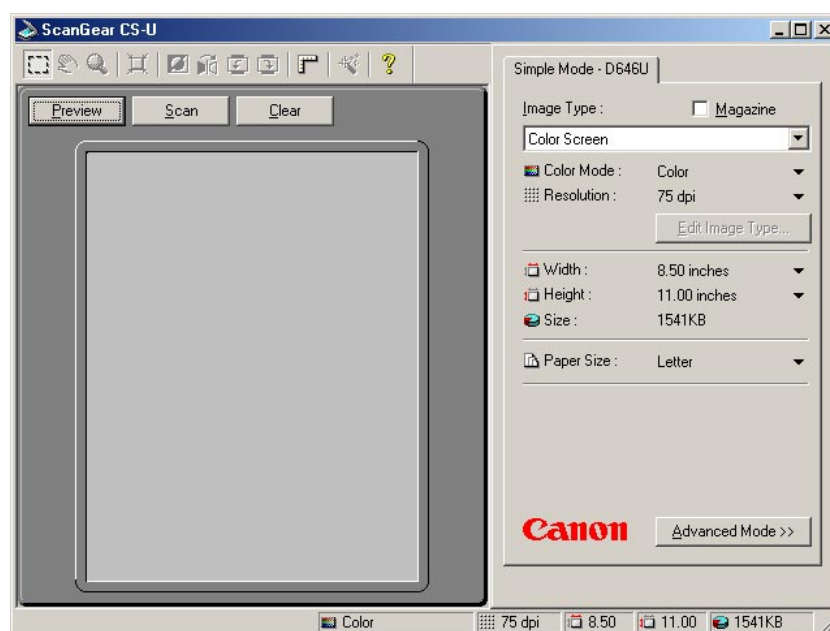 ScanGear CS-U
Preview Scan Clear
Simple Mode - D646U
Image Type : Magazine
Color Screen
Color Mode : Color
Resolution : 75 dpi
Edit Image Type...
Width : 8.50 inches
Height : 11.00 inches
Size : 1541KB
Paper Size : Letter
Canon Advanced Mode >>
Color 75 dpi 8.50 11.00 1541KB